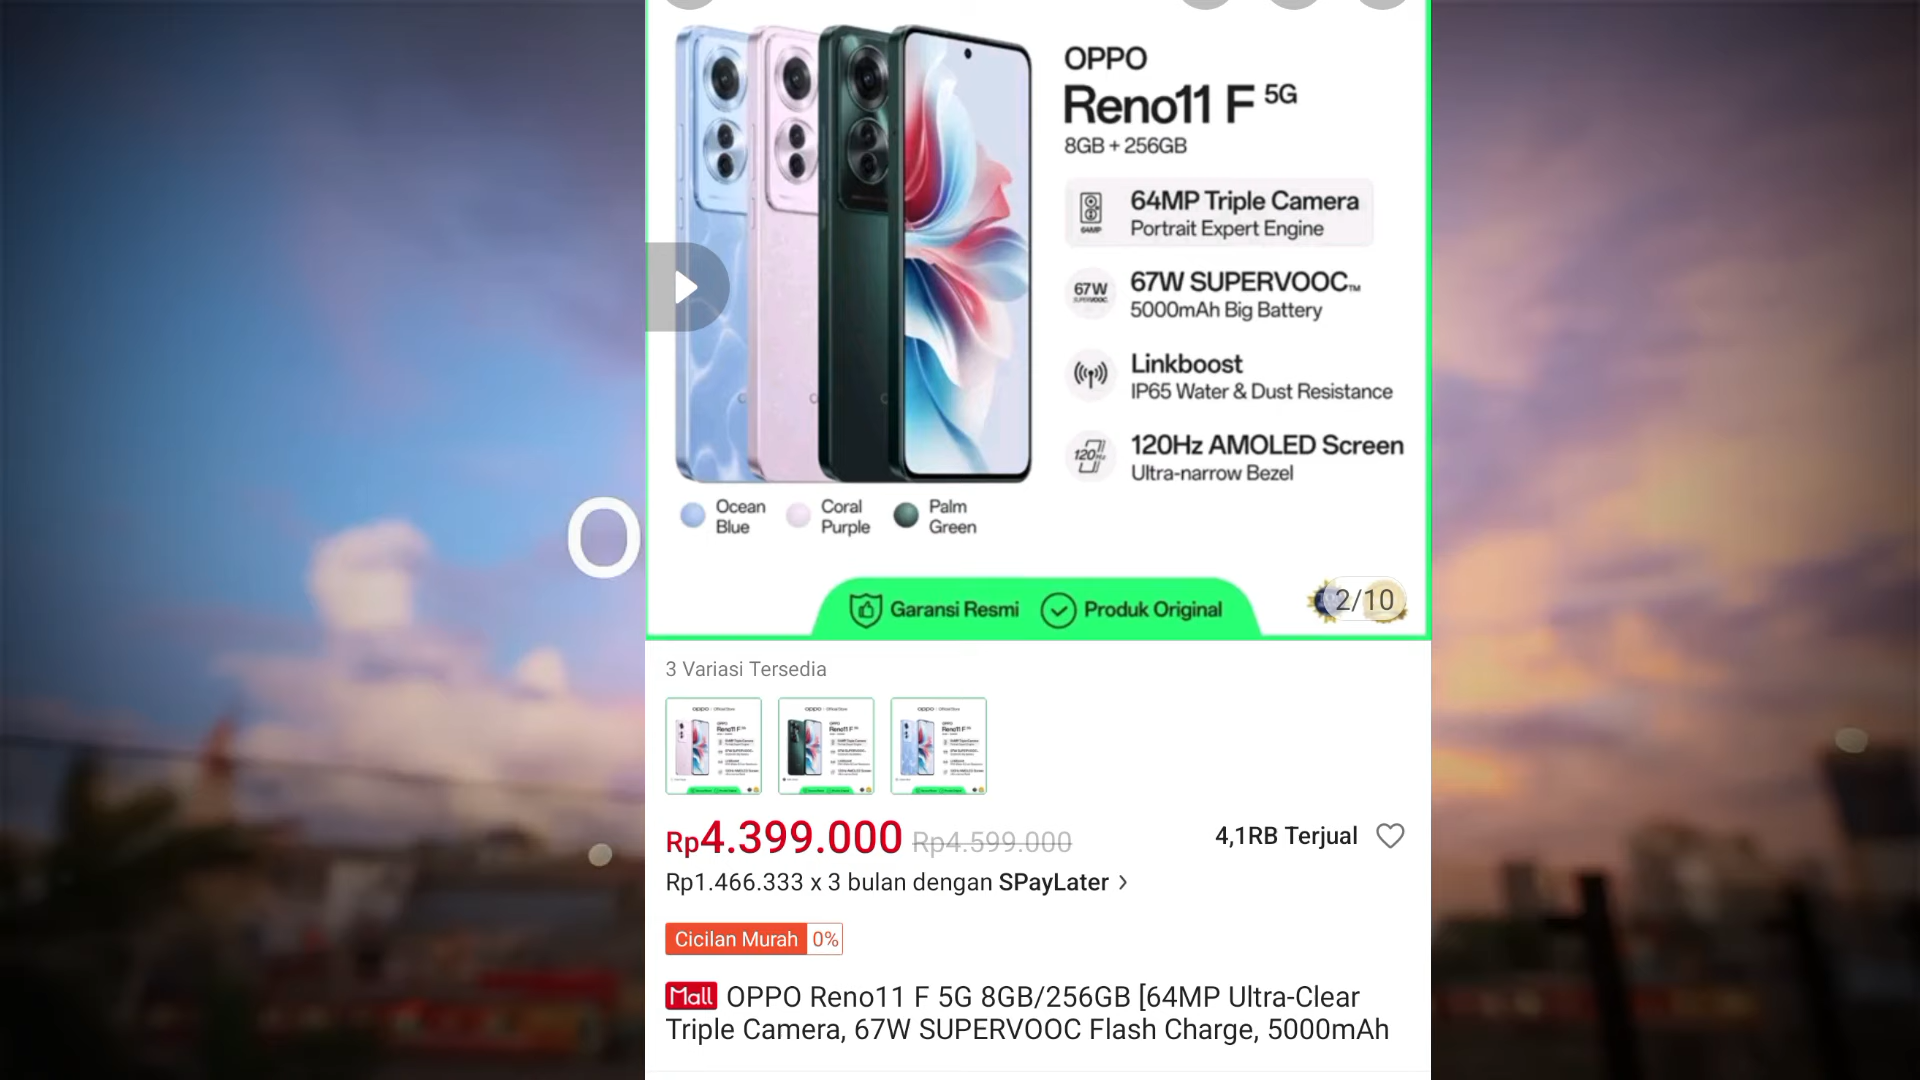 OPPO
Reno11 F 5G
8GB + 256GB
64MP Triple Camera
Portrait Expert Engine
64MP
67W SUPERVOOC™
5000mAh Big Battery
67W
SUPERVOOC
Linkboost
IP65 Water & Dust Resistance
120Hz AMOLED Screen
Ultra-narrow Bezel
120Hz
O
Ocean Blue
Coral Purple
Palm Green
Garansi Resmi
Produk Original
2/10
3 Variasi Tersedia
Rp4.399.000 Rp4.599.000
4,1RB Terjual
Rp1.466.333 x 3 bulan dengan SPayLater >
Cicilan Murah 0%
Mall OPPO Reno11 F 5G 8GB/256GB [64MP Ultra-Clear
Triple Camera, 67W SUPERVOOC Flash Charge, 5000mAh